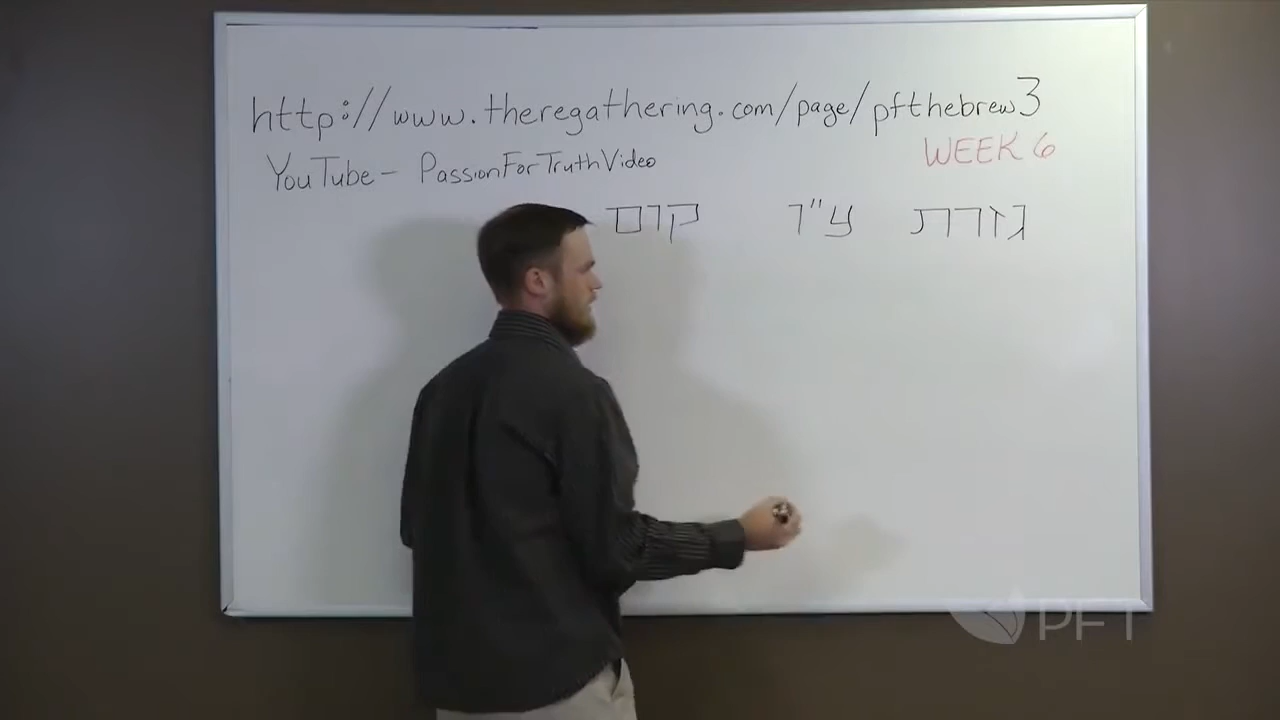 http://www.theregathering.com/page/pfthebrew3
YouTube- PassionForTruthVideo
WEEK 6
גזרת ע"ו קום
PFT